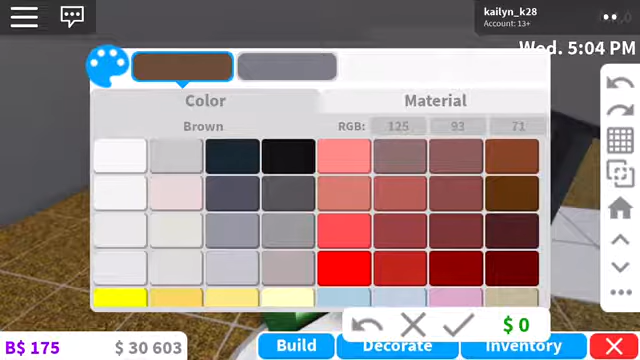 kailyn_k28
Account: 13+
Wed. 5:04 PM
Color
Material
Brown
RGB: 125 93 71
$ 0
B$ 175
$ 30 603
Build
Decorate
Inventory